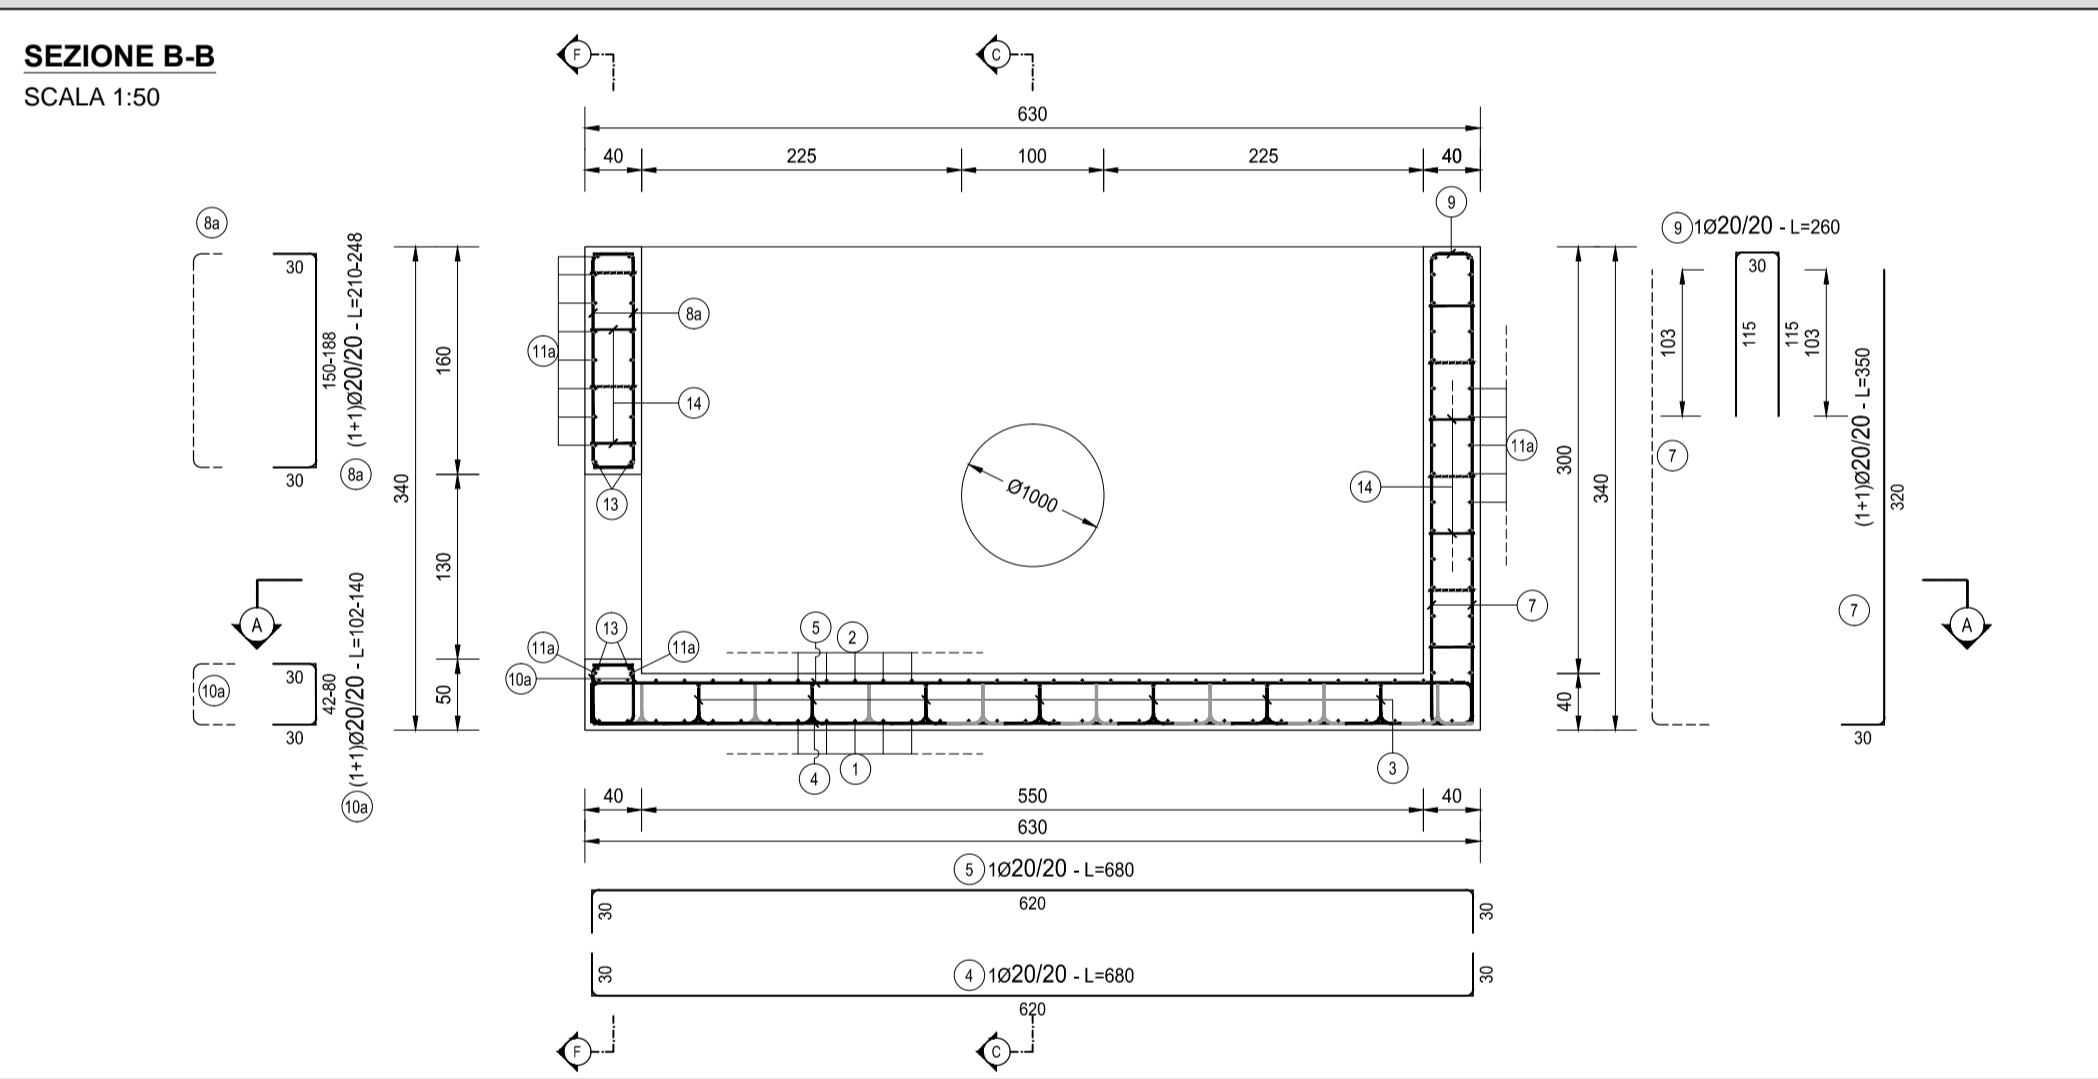 SEZIONE B-B
SCALA 1:50
F
C
630
40
225
100
225
40
8a
30
150-188
(1+1)Ø20/20 - L=210-248
30
8a
340
160
130
50
11a
8a
14
13
Ø1000
9
14
11a
7
300
340
40
9 1Ø20/20 - L=260
30
103
115
115
103
7
(1+1)Ø20/20 - L=350
320
7
30
A
A
10a
30
42-80
30
(1+1)Ø20/20 - L=102-140
10a
13
11a
11a
10a
5
2
4
1
3
40
550
40
630
5 1Ø20/20 - L=680
30
620
30
30
4 1Ø20/20 - L=680
30
620
F
C